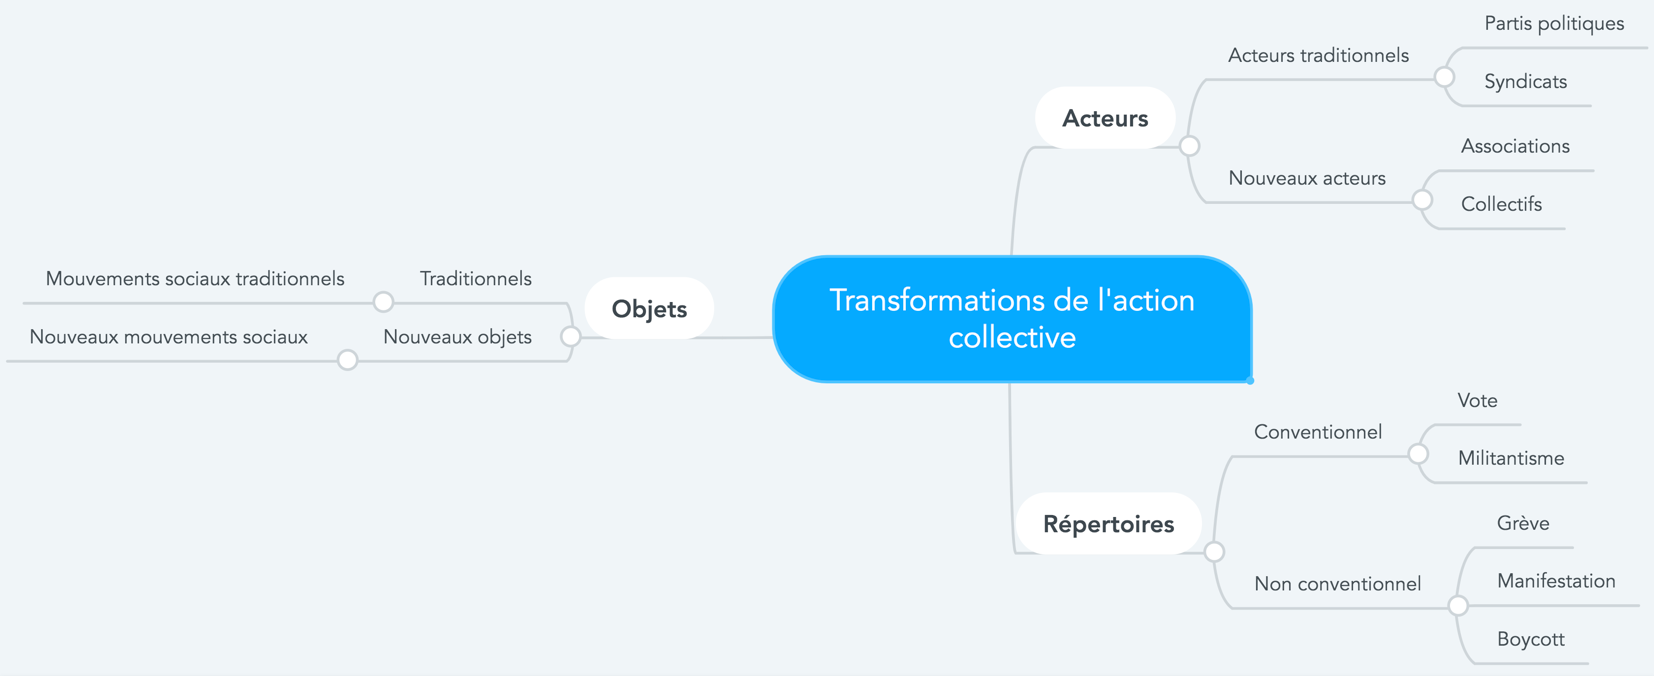 Transformations de l'action
collective
Acteurs
Acteurs traditionnels
Partis politiques
Syndicats
Nouveaux acteurs
Associations
Collectifs
Répertoires
Conventionnel
Vote
Militantisme
Non conventionnel
Grève
Manifestation
Boycott
Objets
Traditionnels
Mouvements sociaux traditionnels
Nouveaux objets
Nouveaux mouvements sociaux